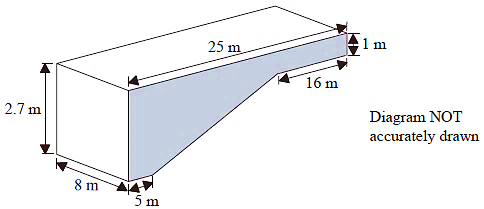 25 m
1 m
16 m
2.7 m
Diagram NOT
accurately drawn
8 m
5 m